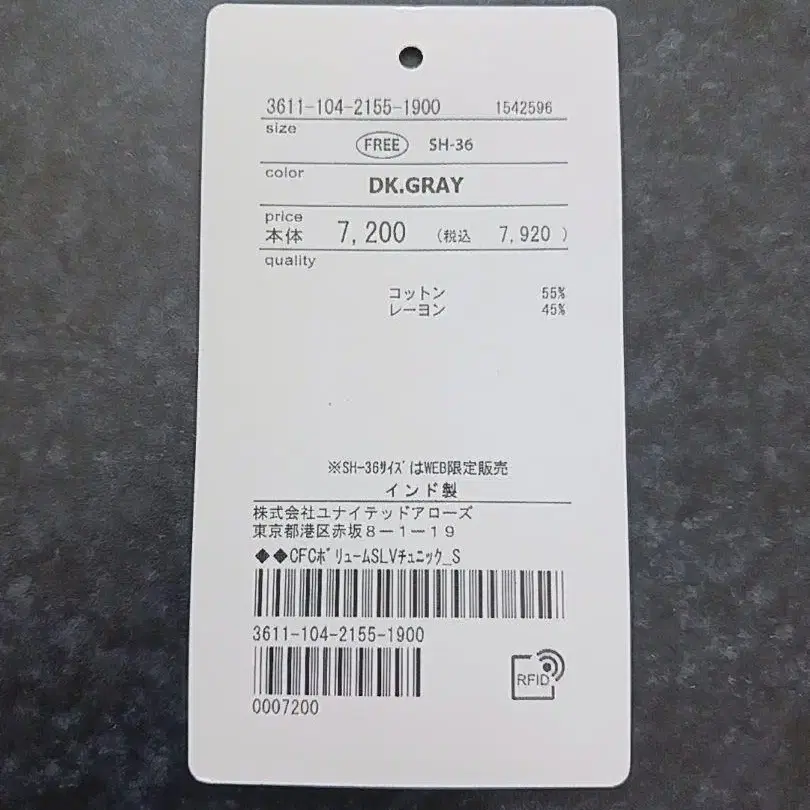 3611-104-2155-1900 1542596
size
FREE SH-36
color
DK.GRAY
price
本体 7,200 (税込 7,920 )
quality
コットン 55%
レーヨン 45%
※SH-36ｻｲｽﾞはWEB限定販売
インド製
株式会社ユナイテッドアローズ
東京都港区赤坂８－１－１９
◆◆CFCﾎﾞﾘｭｰﾑSLVﾁｭﾆｯｸ_S
3611-104-2155-1900
0007200
RFID